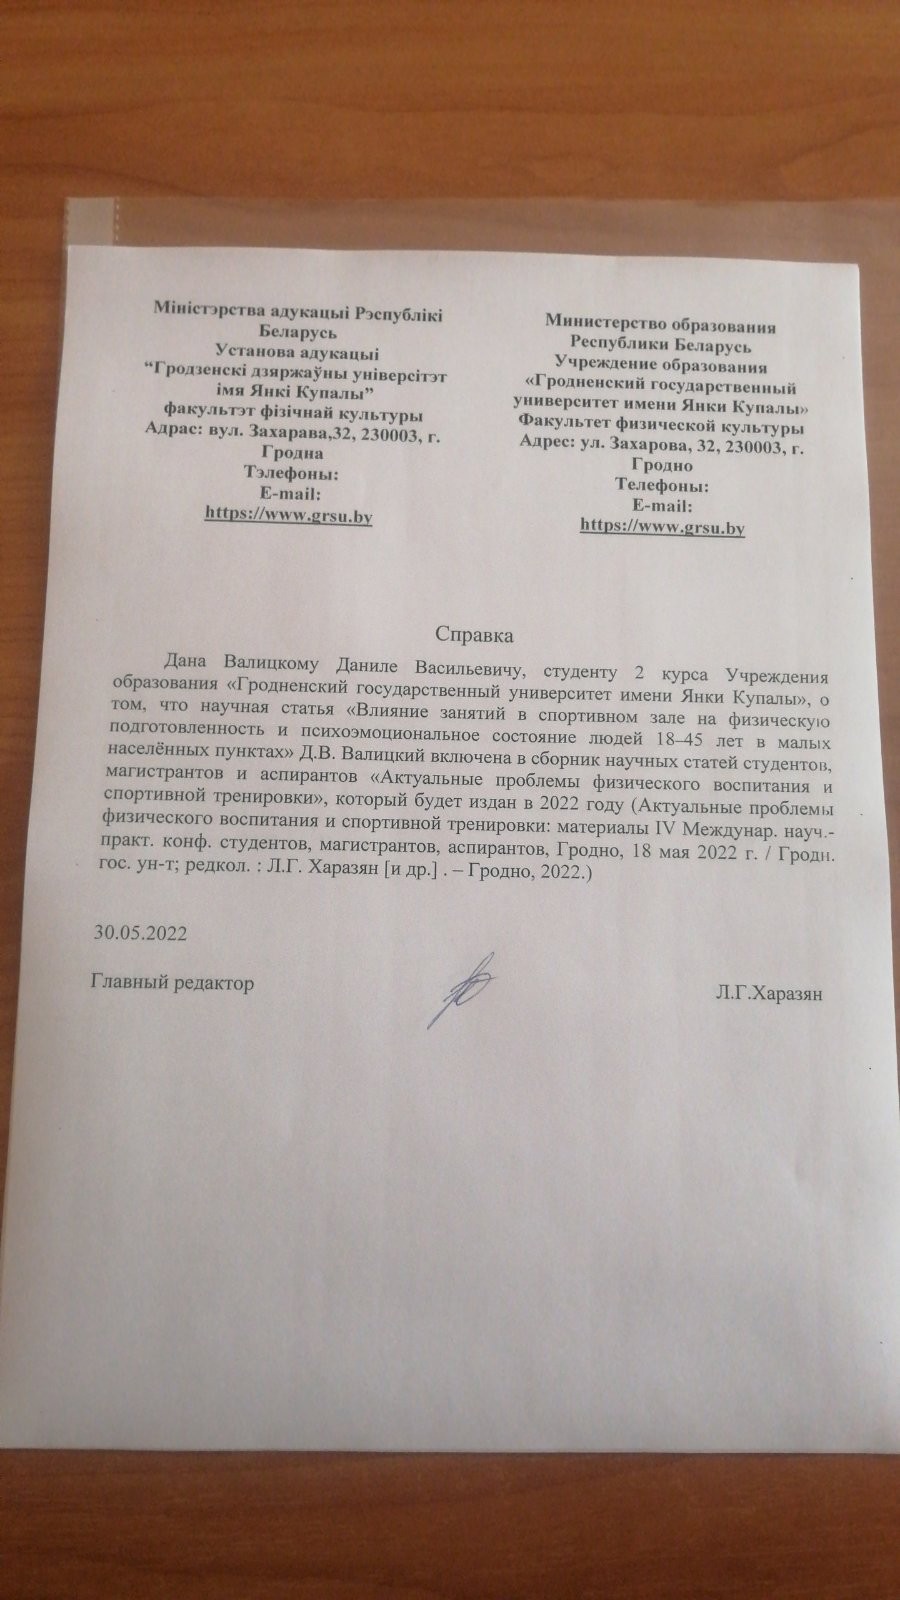 Міністэрства адукацыі Рэспублікі
Беларусь
Установа адукацыі
“Гродзенскі дзяржаўны універсітэт
імя Янкі Купалы”
факультэт фізічнай культуры
Адрас: вул. Захарава,32, 230003, г.
Гродна
Тэлефоны:
E-mail:
https://www.grsu.by
Министерство образования
Республики Беларусь
Учреждение образования
«Гродненский государственный
университет имени Янки Купалы»
Факультет физической культуры
Адрес: ул. Захарова, 32, 230003, г.
Гродно
Телефоны:
E-mail:
https://www.grsu.by
Справка
Дана Валицкому Даниле Васильевичу, студенту 2 курса Учреждения
образования «Гродненский государственный университет имени Янки Купалы», о
том, что научная статья «Влияние занятий в спортивном зале на физическую
подготовленность и психоэмоциональное состояние людей 18–45 лет в малых
населённых пунктах» Д.В. Валицкий включена в сборник научных статей студентов,
магистрантов и аспирантов «Актуальные проблемы физического воспитания и
спортивной тренировки», который будет издан в 2022 году (Актуальные проблемы
физического воспитания и спортивной тренировки: материалы IV Междунар. науч.-
практ. конф. студентов, магистрантов, аспирантов, Гродно, 18 мая 2022 г. / Гродн.
гос. ун-т; редкол. : Л.Г. Харазян [и др.] . – Гродно, 2022.)
30.05.2022
Главный редактор
Л.Г.Харазян